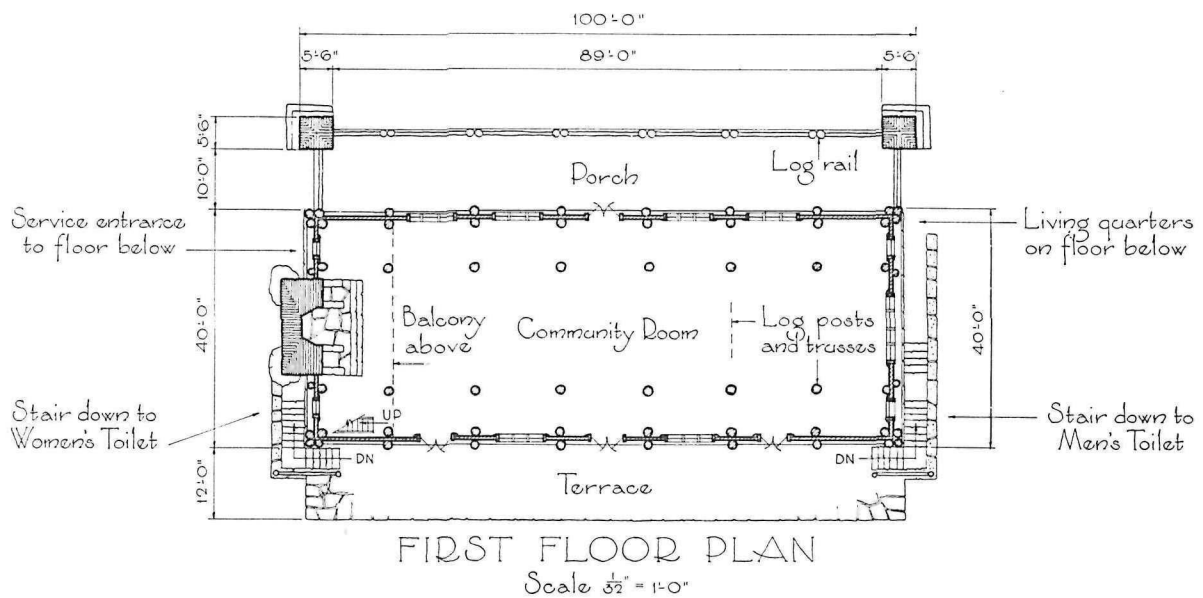 100'-0"
5'-6"
89'-0"
5'-6"
5'-6"
10'-0"
Log rail
Porch
Service entrance
to floor below
Living quarters
on floor below
40'-0"
Balcony
above
Community Room
Log posts
and trusses
40'-0"
UP
Stair down to
Women's Toilet
Stair down to
Men's Toilet
DN
DN
12'-0"
Terrace
FIRST FLOOR PLAN
Scale 1/32" = 1'-0"